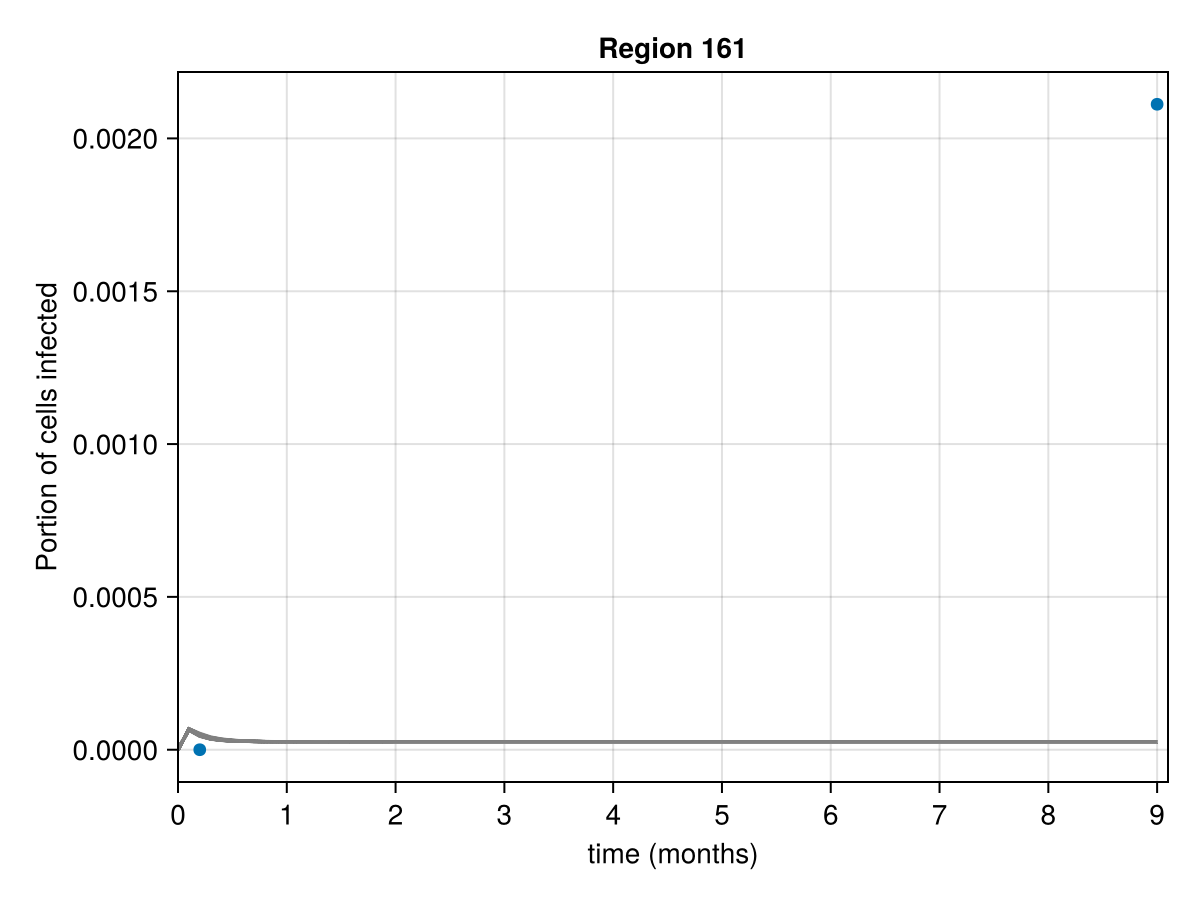 Region 161
Portion of cells infected
0.0020
0.0015
0.0010
0.0005
0.0000
0 1 2 3 4 5 6 7 8 9
time (months)